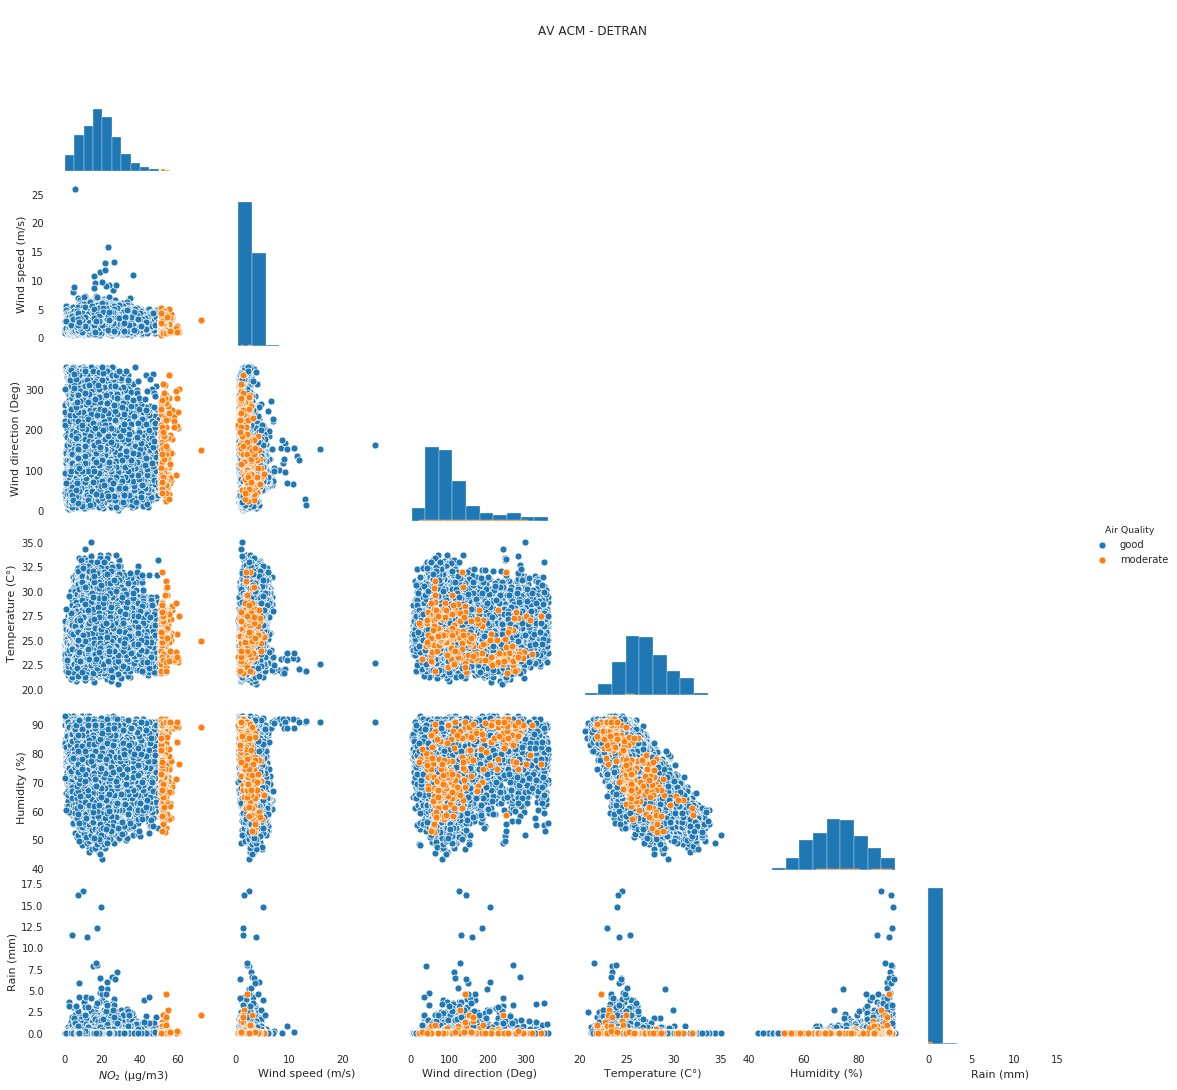 AV ACM - DETRAN
Wind speed (m/s)
25
20
15
10
5
0
Wind direction (Deg)
300
200
100
0
Air Quality
good
moderate
Temperature (C°)
35.0
32.5
30.0
27.5
25.0
22.5
20.0
Humidity (%)
90
80
70
60
50
40
Rain (mm)
17.5
15.0
12.5
10.0
7.5
5.0
2.5
0.0
0 20 40 60 0 10 20 0 100 200 300 20 25 30 35 40 60 80 0 5 10 15
NO₂ (µg/m3) Wind speed (m/s) Wind direction (Deg) Temperature (C°) Humidity (%) Rain (mm)